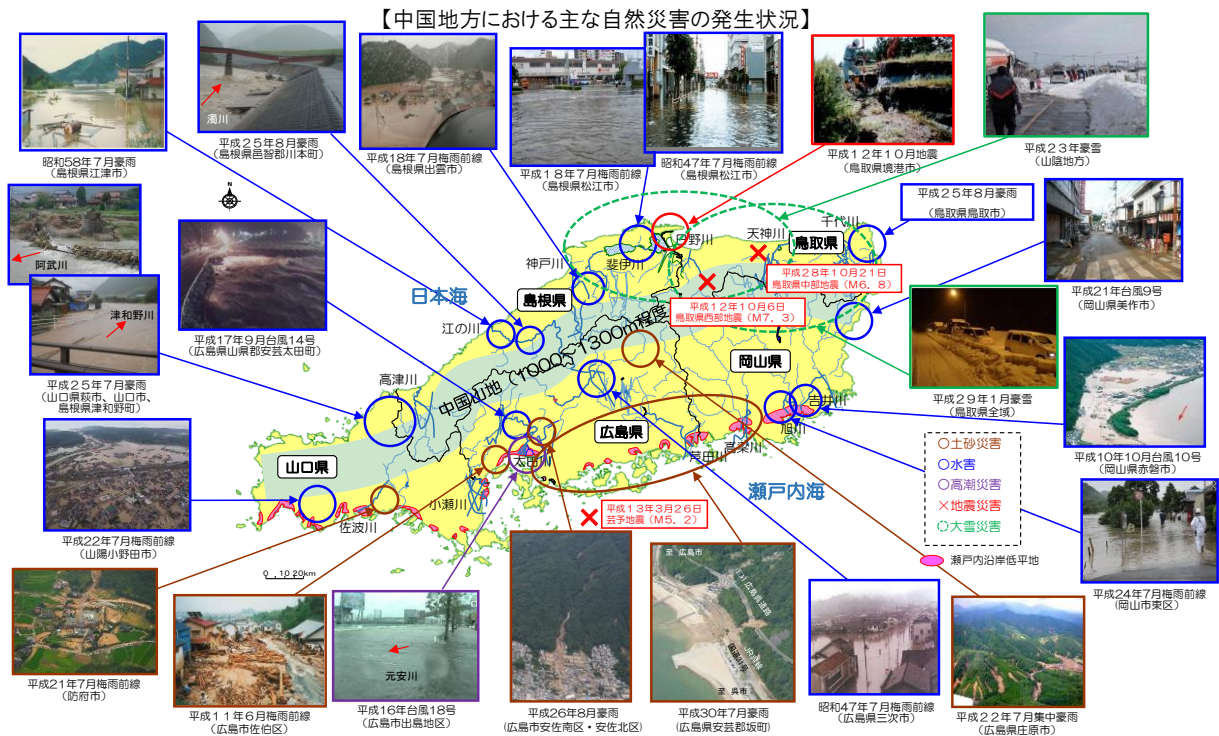 【中国地方における主な自然災害の発生状況】
昭和58年7月豪雨
(島根県江津市)
濁川
平成25年8月豪雨
(島根県邑智郡川本町)
平成18年7月梅雨前線
(島根県出雲市)
平成18年7月梅雨前線
(島根県松江市)
昭和47年7月梅雨前線
(島根県松江市)
平成12年10月地震
(鳥取県境港市)
平成23年豪雪
(山陰地方)
平成25年8月豪雨
(鳥取県鳥取市)
平成21年台風9号
(岡山県美作市)
阿武川
津和野川
平成25年7月豪雨
(山口県萩市、山口市、
島根県津和野町)
平成17年9月台風14号
(広島県山県郡安芸太田町)
N
日本海
神戸川
斐伊川
日野川
天神川
千代川
鳥取県
島根県
平成28年10月21日
鳥取県中部地震(M6.8)
平成12年10月6日
鳥取県西部地震(M7.3)
江の川
中国山地(1000~1300m程度)
高津川
岡山県
平成29年1月豪雪
(鳥取県全域)
吉井川
旭川
高梁川
芦田川
広島県
太田川
山口県
小瀬川
佐波川
瀬戸内海
平成13年3月26日
芸予地震(M5.2)
平成10年10月台風10号
(岡山県赤磐市)
○土砂災害
○水害
○高潮災害
×地震災害
○大雪災害
瀬戸内沿岸低平地
平成22年7月梅雨前線
(山陽小野田市)
0 10 20km
平成24年7月梅雨前線
(岡山市東区)
平成21年7月梅雨前線
(防府市)
平成11年6月梅雨前線
(広島市佐伯区)
元安川
平成16年台風18号
(広島市出島地区)
平成26年8月豪雨
(広島市安佐南区・安佐北区)
至 広島市
広島呉道路
JR呉線
至 呉市
平成30年7月豪雨
(広島県安芸郡坂町)
昭和47年7月梅雨前線
(広島県三次市)
平成22年7月集中豪雨
(広島県庄原市)